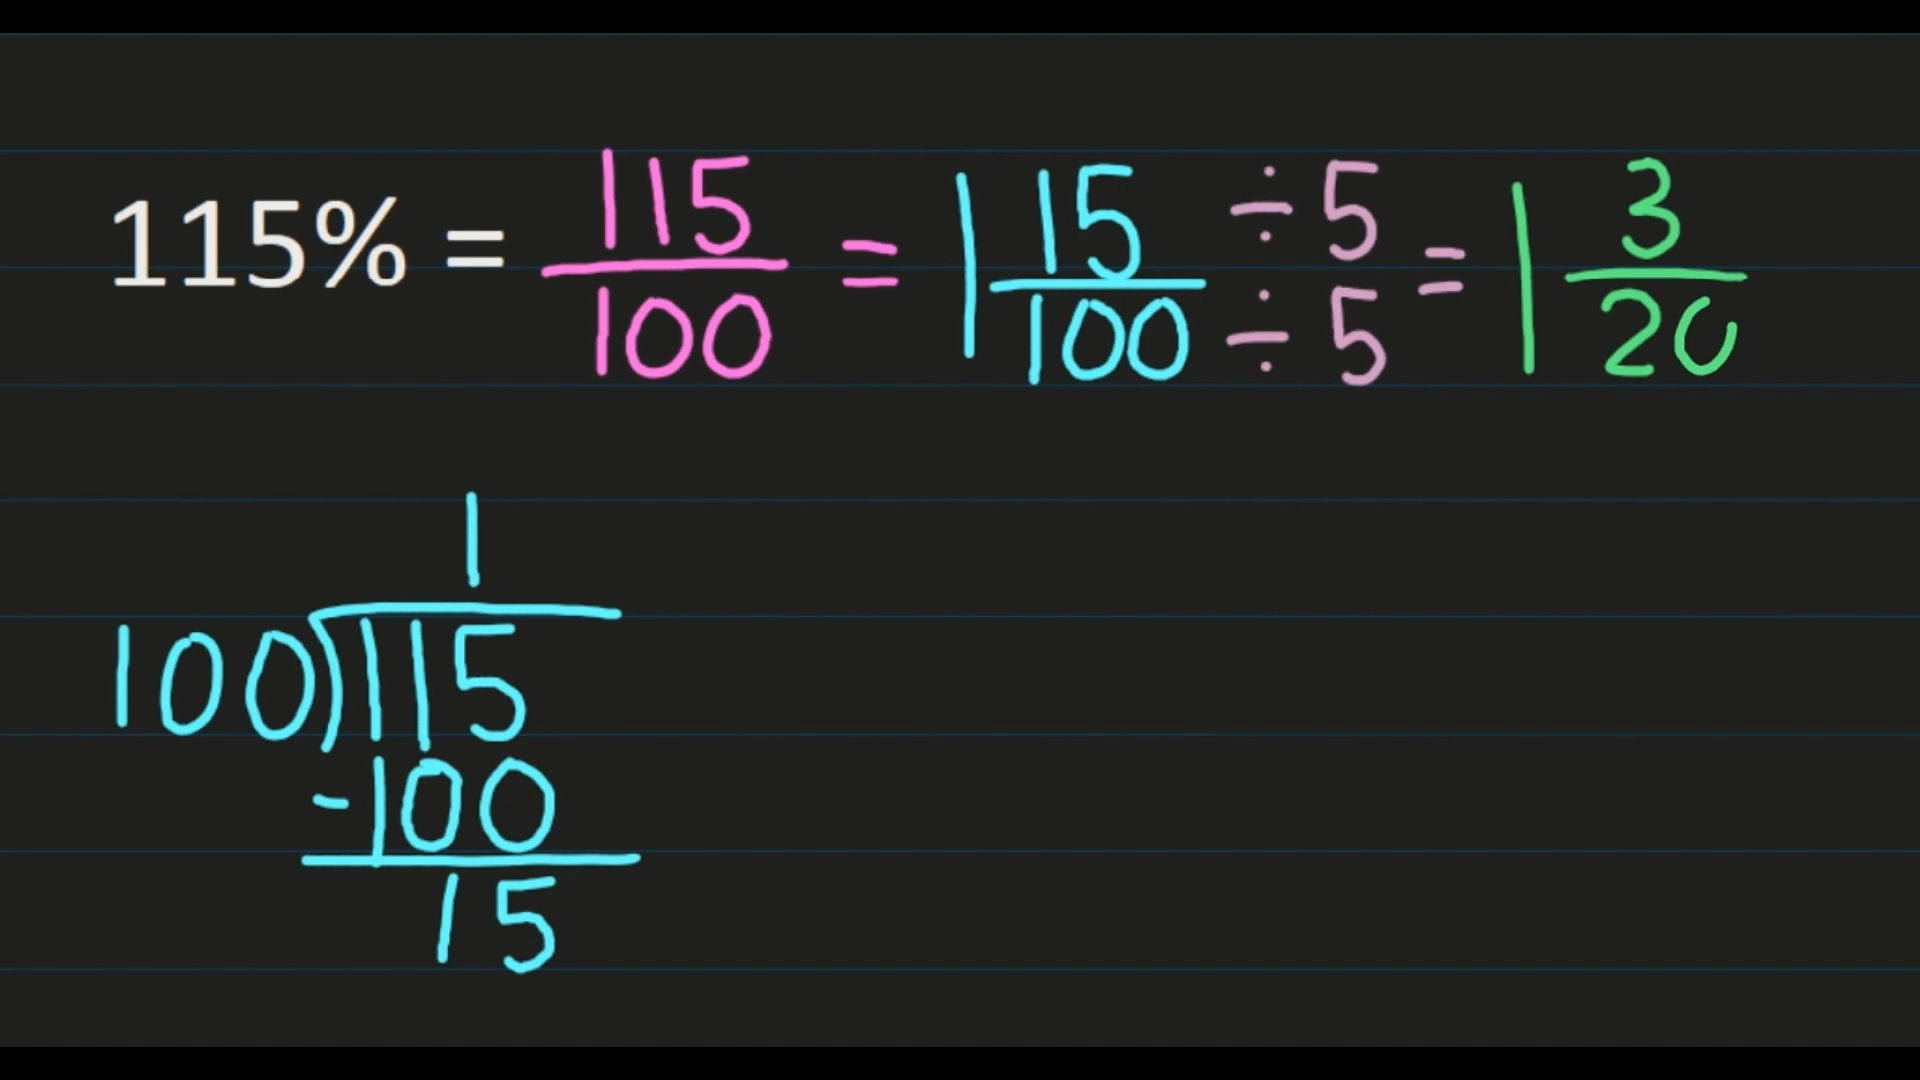 115% = 115/100 = 1 15/100 ÷5/÷5 = 1 3/20
1
100)115
-100
15